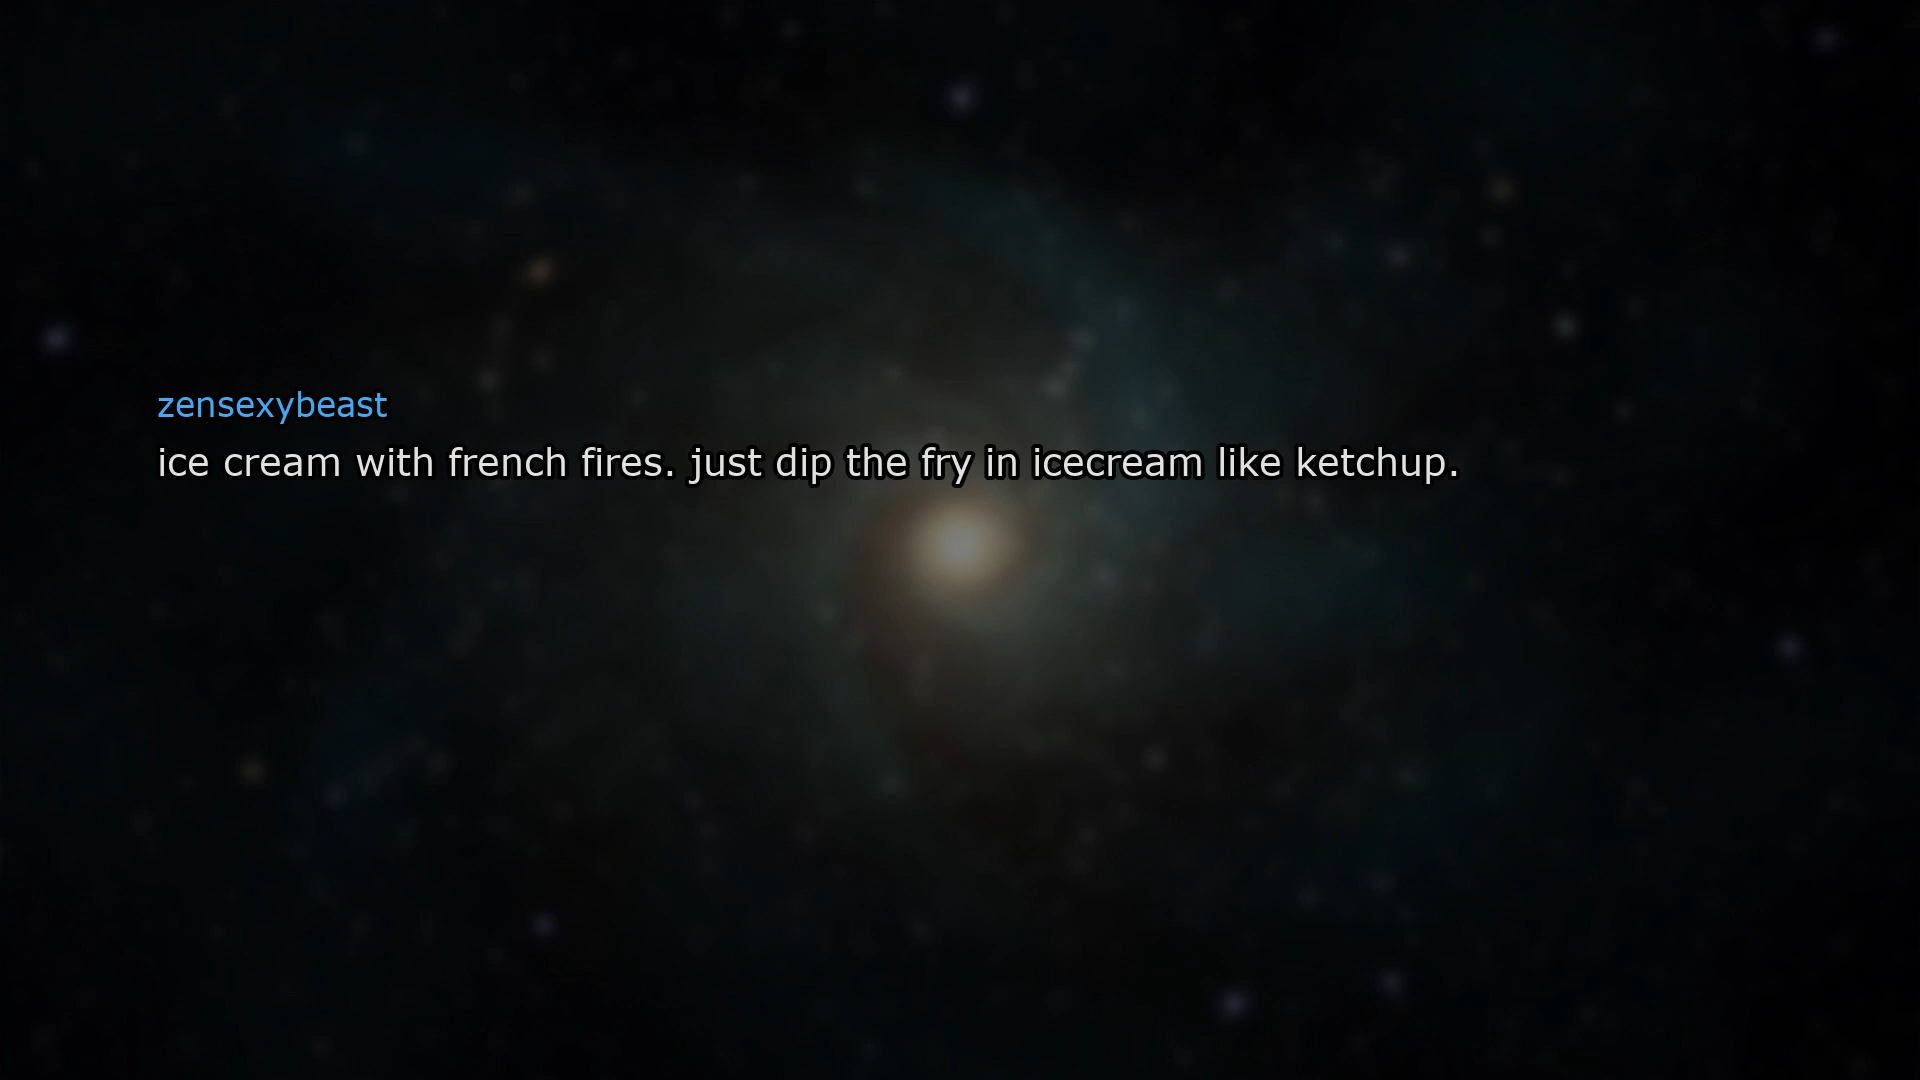 zensexybeast
ice cream with french fires. just dip the fry in icecream like ketchup.